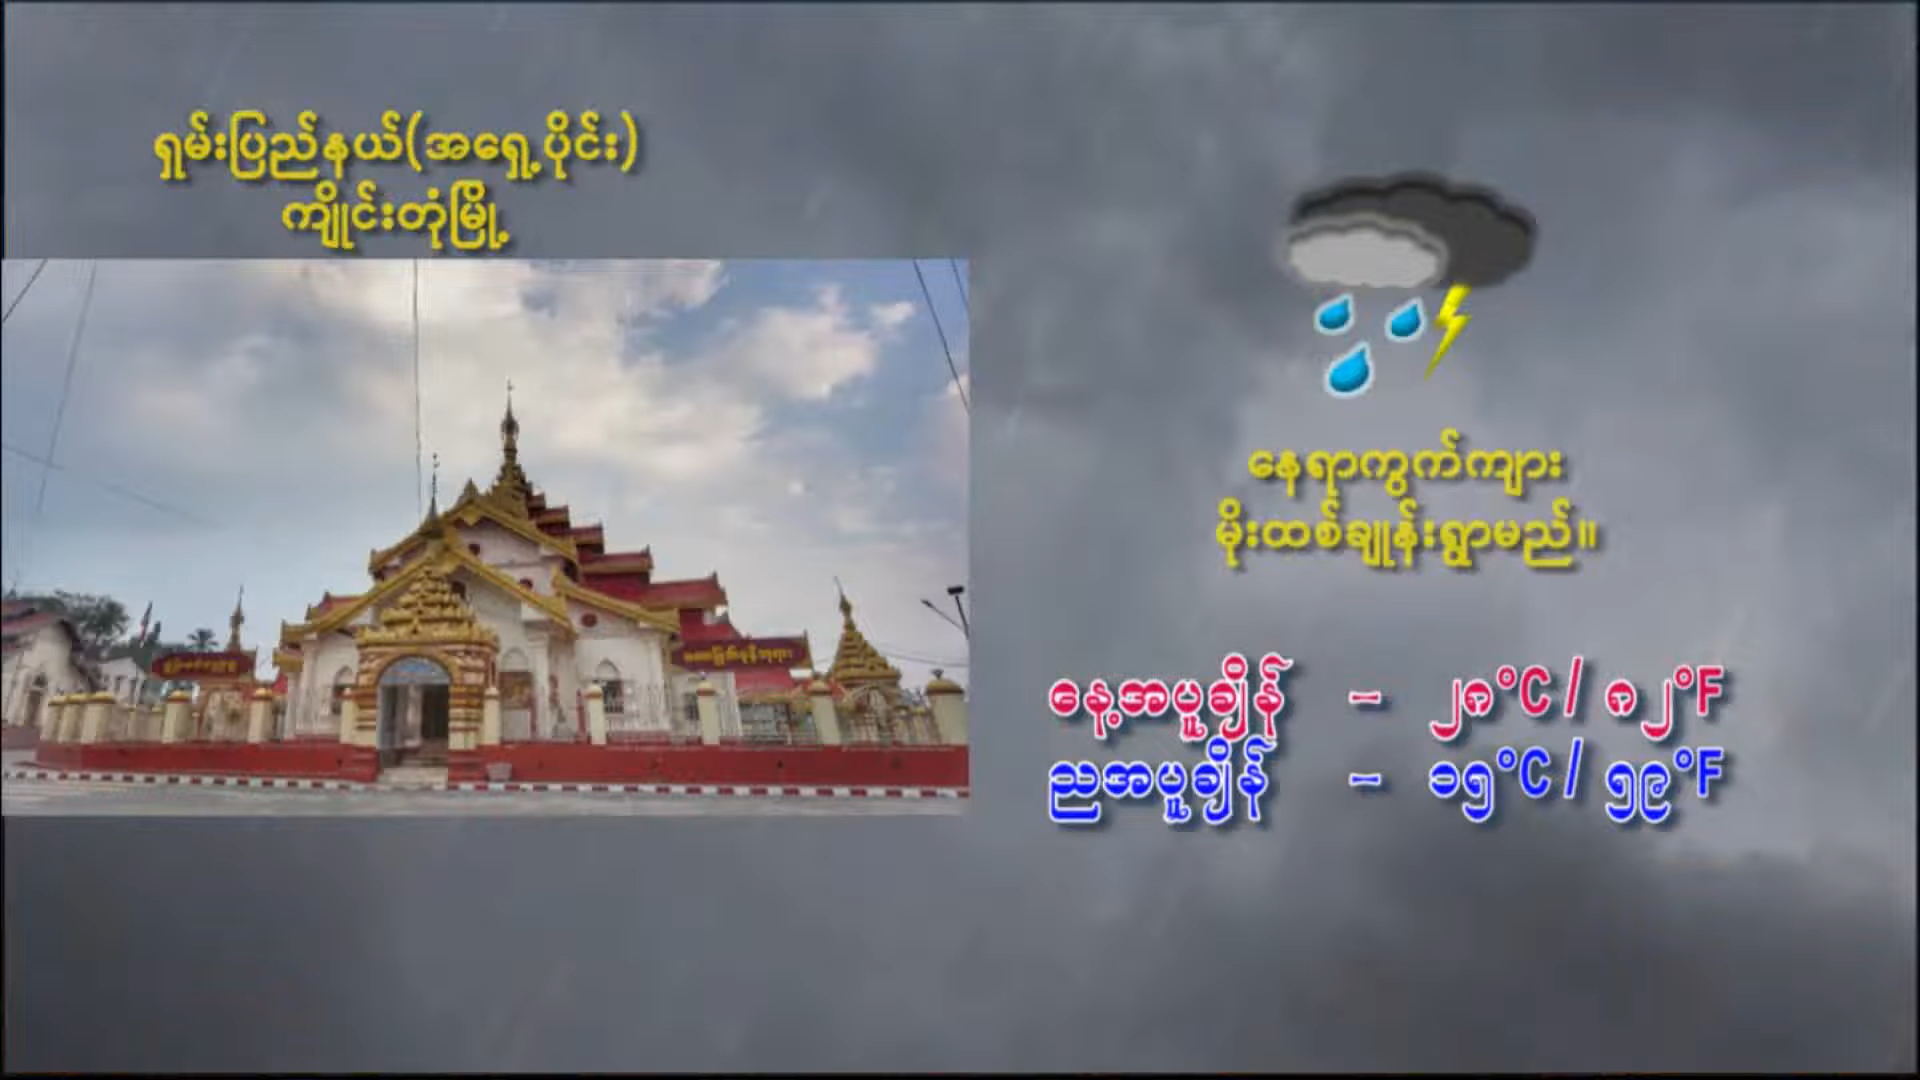 ရှမ်းပြည်နယ်(အရှေ့ပိုင်း)
ကျိုင်းတုံမြို့
နေရာကွက်ကျား
မိုးထစ်ချုန်းရွာမည်။
နေ့အပူချိန် - ၂၈°C / ၈၂°F
ညအပူချိန် - ၁၅°C / ၅၉°F